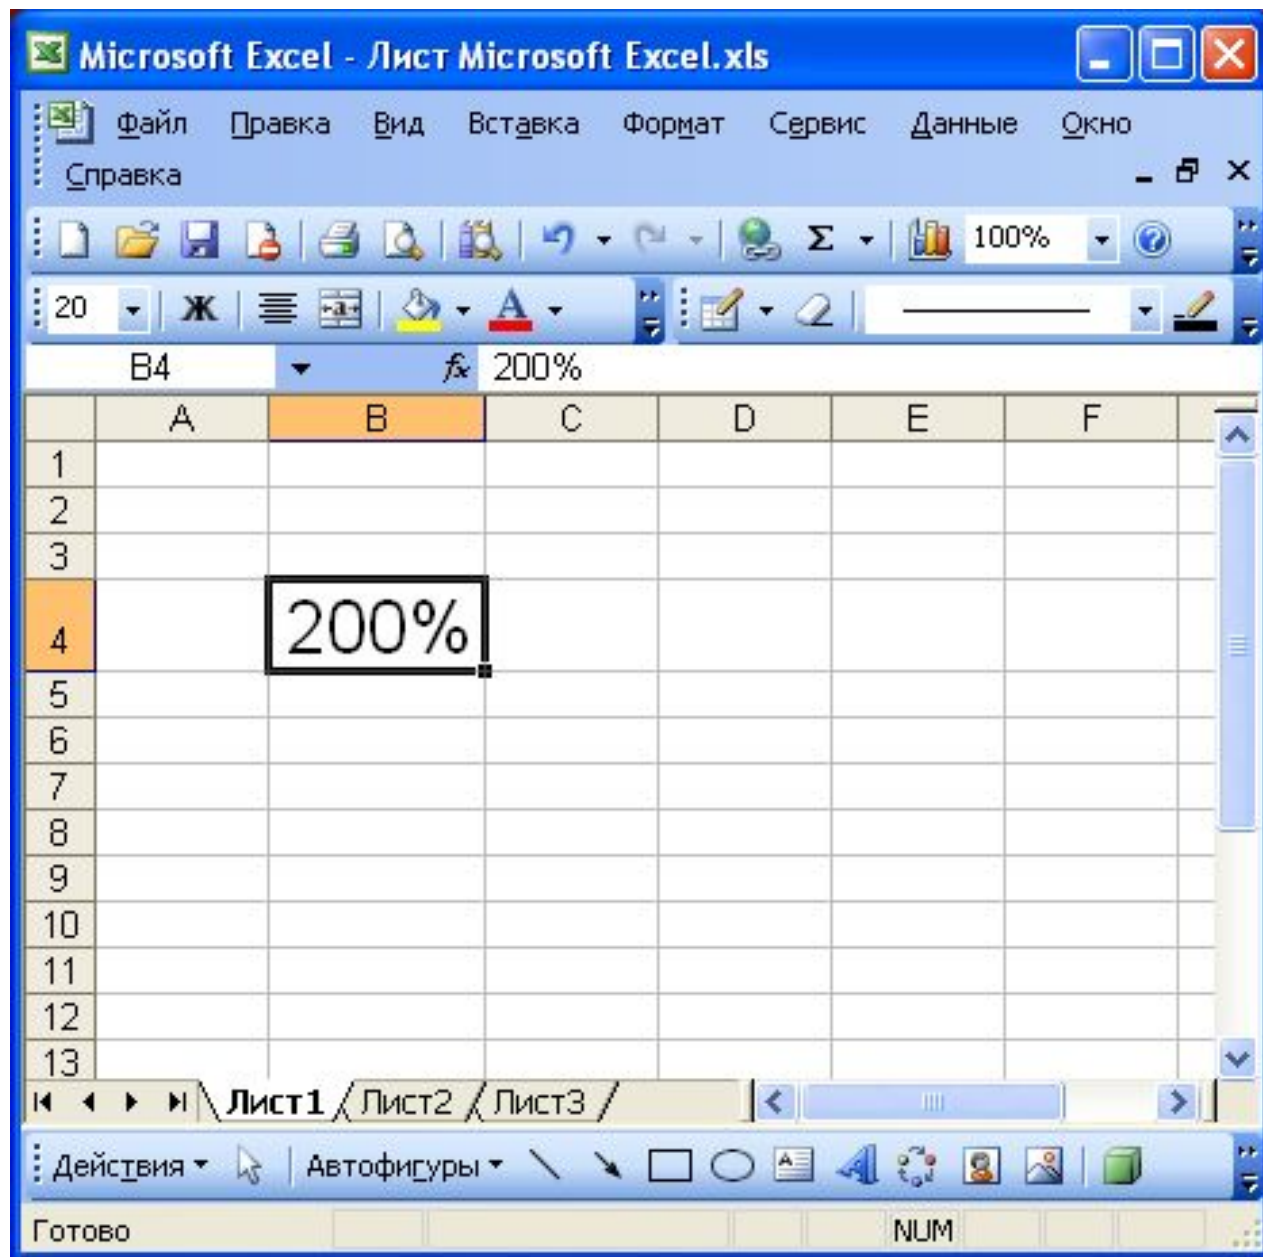 Microsoft Excel - Лист Microsoft Excel.xls
Файл Правка Вид Вставка Формат Сервис Данные Окно
Справка
100%
20 Ж А
B4 fx 200%
A B C D E F
1
2
3
4 200%
5
6
7
8
9
10
11
12
13
Лист1 Лист2 Лист3
Действия Автофигуры
Готово NUM